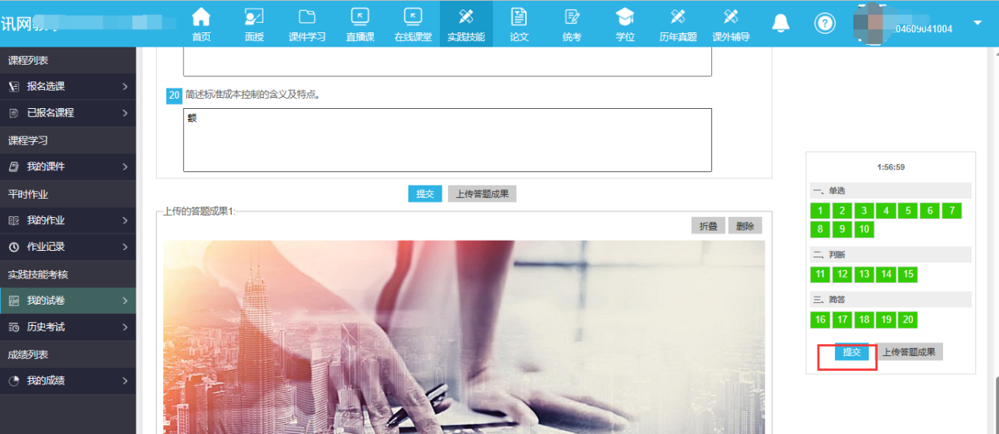 讯网教
首页 面授 课件学习 直播课 在线课堂 实践技能 论文 统考 学位 历年真题 课外辅导
?
04609041004
课程列表
报名选课
已报名课程
课程学习
我的课件
平时作业
我的作业
作业记录
实践技能考核
我的试卷
历史考试
成绩列表
我的成绩
20 简述标准成本控制的含义及特点。
额
提交 上传答题成果
上传的答题成果1:
折叠 删除
1:56:59
一、单选
1 2 3 4 5 6 7
8 9 10
二、判断
11 12 13 14 15
三、简答
16 17 18 19 20
提交 上传答题成果